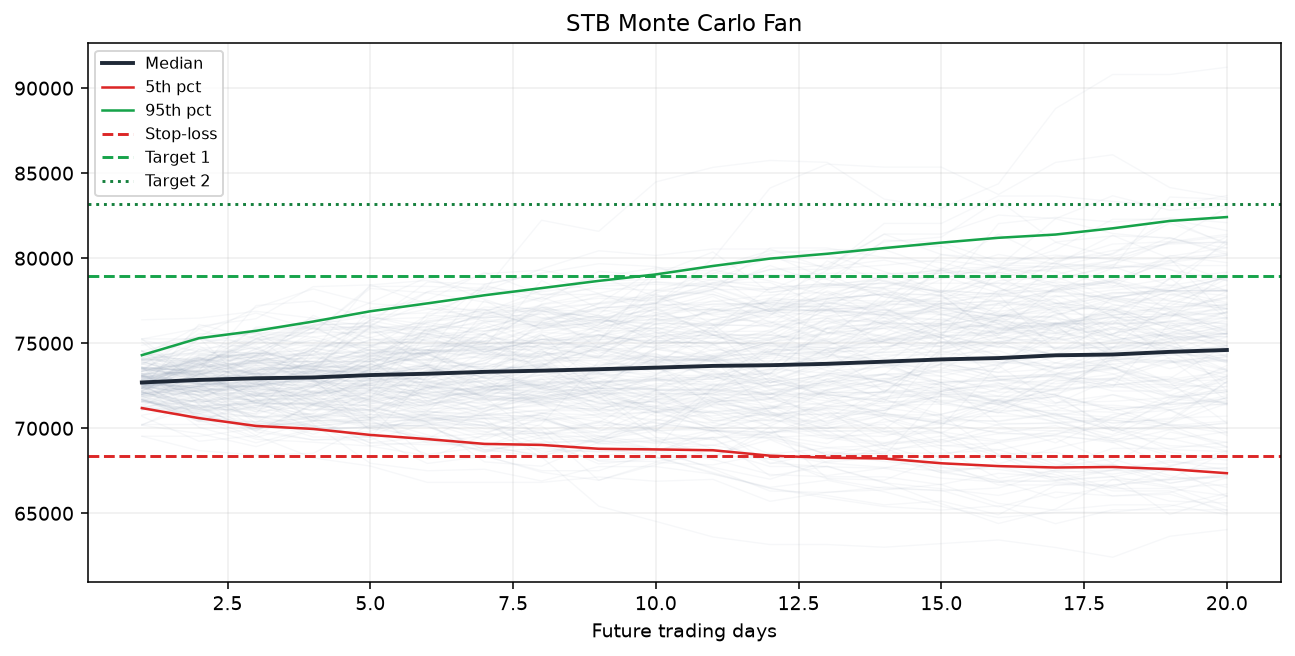 STB Monte Carlo Fan
Median
5th pct
95th pct
Stop-loss
Target 1
Target 2
90000
85000
80000
75000
70000
65000
2.5 5.0 7.5 10.0 12.5 15.0 17.5 20.0
Future trading days